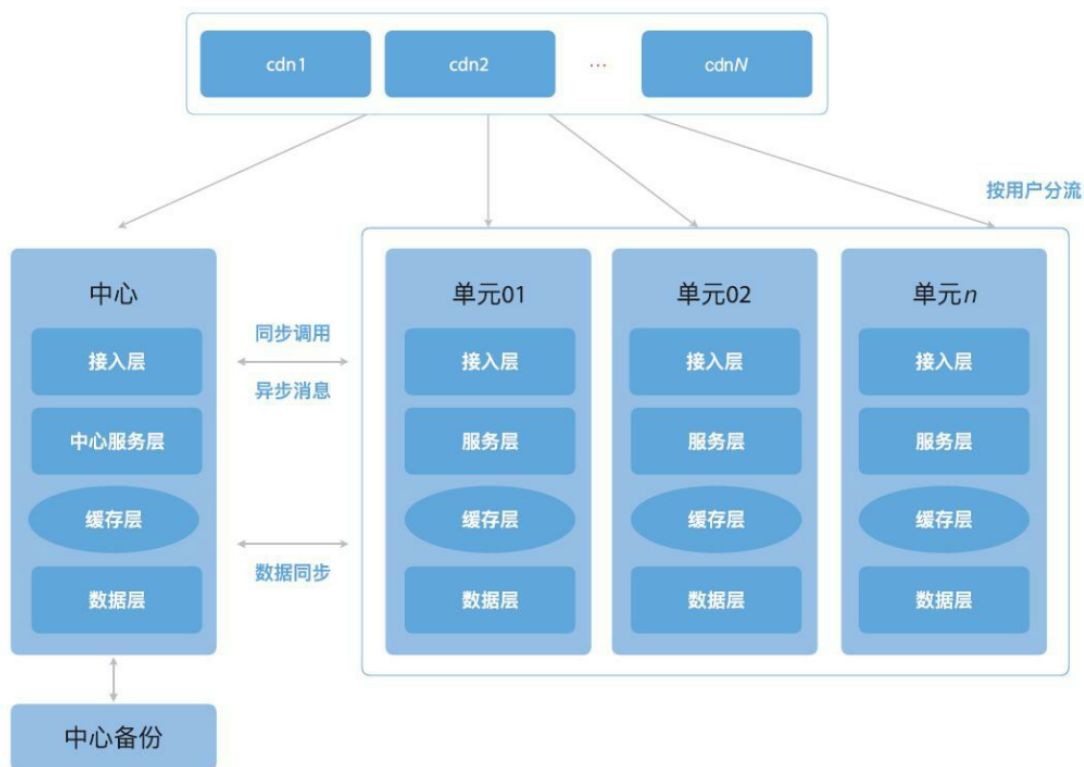 cdn1
cdn2
...
cdnN
按用户分流
中心
接入层
中心服务层
缓存层
数据层
同步调用
异步消息
数据同步
单元01
接入层
服务层
缓存层
数据层
单元02
接入层
服务层
缓存层
数据层
单元n
接入层
服务层
缓存层
数据层
中心备份